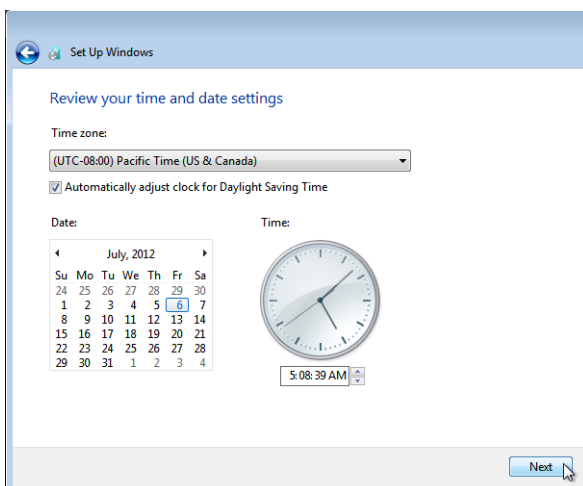 Set Up Windows
Review your time and date settings
Time zone:
(UTC-08:00) Pacific Time (US & Canada)
Automatically adjust clock for Daylight Saving Time
Date:
Time:
July, 2012
Su Mo Tu We Th Fr Sa
24 25 26 27 28 29 30
1 2 3 4 5 6 7
8 9 10 11 12 13 14
15 16 17 18 19 20 21
22 23 24 25 26 27 28
29 30 31 1 2 3 4
5:08:39 AM
Next